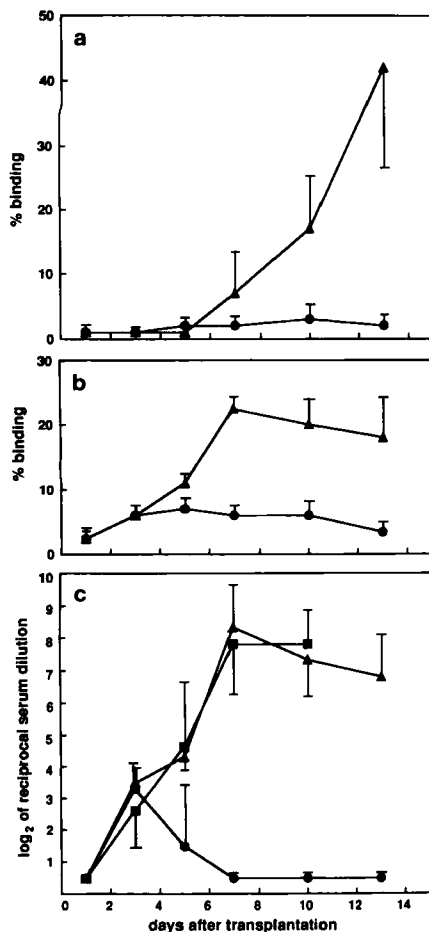 a
50
40
30
20
10
0
% binding
b
30
20
10
0
% binding
c
10
9
8
7
6
5
4
3
2
1
log₂ of reciprocal serum dilution
0 2 4 6 8 10 12 14
days after transplantation